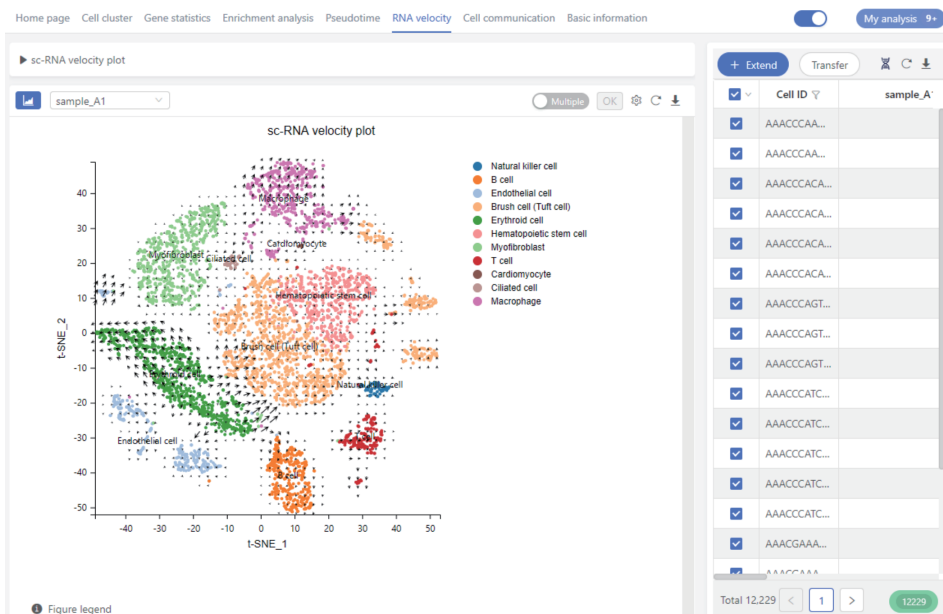 Home page Cell cluster Gene statistics Enrichment analysis Pseudotime RNA velocity Cell communication Basic information My analysis 9+
sc-RNA velocity plot
+ Extend Transfer
sample_A1 Multiple OK
Cell ID sample_A1
sc-RNA velocity plot
AAACCCAA...
AAACCCAA...
AAACCCACA...
AAACCCACA...
AAACCCACA...
AAACCCACA...
AAACCCAGT...
AAACCCAGT...
AAACCCAGT...
AAACCCATC...
AAACCCATC...
AAACCCATC...
AAACCCATC...
AAACCCATC...
AAACGAAA...
AAACGAAA...
Natural killer cell
B cell
Endothelial cell
Brush cell (Tuft cell)
Erythroid cell
Hematopoietic stem cell
Myofibroblast
T cell
Cardiomyocyte
Ciliated cell
Macrophage
40
30
20
10
0
-10
-20
-30
-40
-50
t-SNE_2
Macrophage
Cardiomyocyte
Myofibroblast
Ciliated cell
Hematopoietic stem cell
Brush cell (Tuft cell)
Erythroid cell
Natural killer cell
Endothelial cell
T cell
B cell
-40 -30 -20 -10 0 10 20 30 40 50
t-SNE_1
Figure legend
Total 12,229 < 1 > 12229